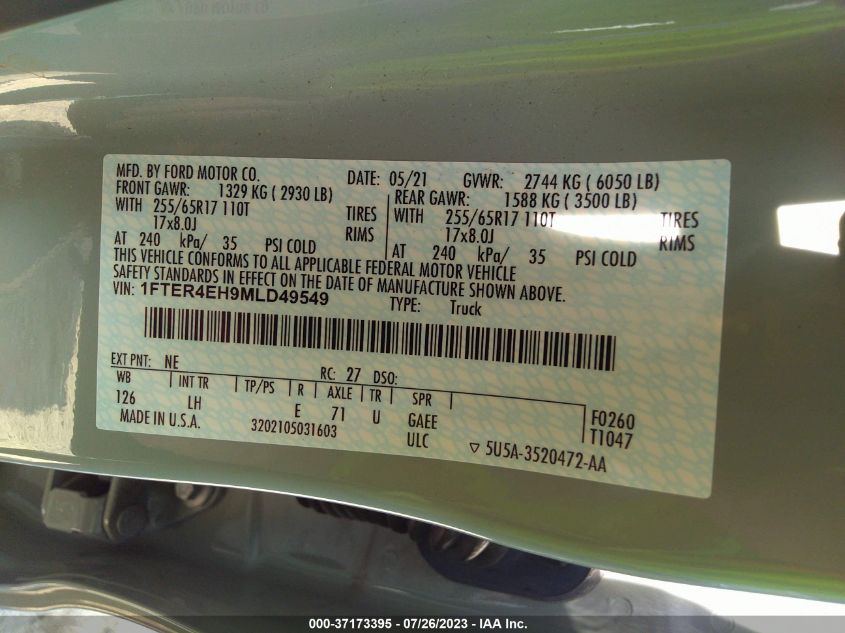 MFD. BY FORD MOTOR CO. DATE: 05/21 GVWR: 2744 KG ( 6050 LB)
FRONT GAWR: 1329 KG ( 2930 LB) REAR GAWR: 1588 KG ( 3500 LB)
WITH 255/65R17 110T TIRES WITH 255/65R17 110T TIRES
17x8.0J RIMS 17x8.0J RIMS
AT 240 kPa/ 35 PSI COLD AT 240 kPa/ 35 PSI COLD
THIS VEHICLE CONFORMS TO ALL APPLICABLE FEDERAL MOTOR VEHICLE
SAFETY STANDARDS IN EFFECT ON THE DATE OF MANUFACTURE SHOWN ABOVE.
VIN: 1FTER4EH9MLD49549 TYPE: Truck
EXT PNT: NE RC: 27 DSO:
WB INT TR TP/PS R AXLE TR SPR
126 LH E 71 U GAEE F0260
MADE IN U.S.A. 3202105031603 ULC T1047
▽ 5U5A-3520472-AA
000-37173395 - 07/26/2023 - IAA Inc.